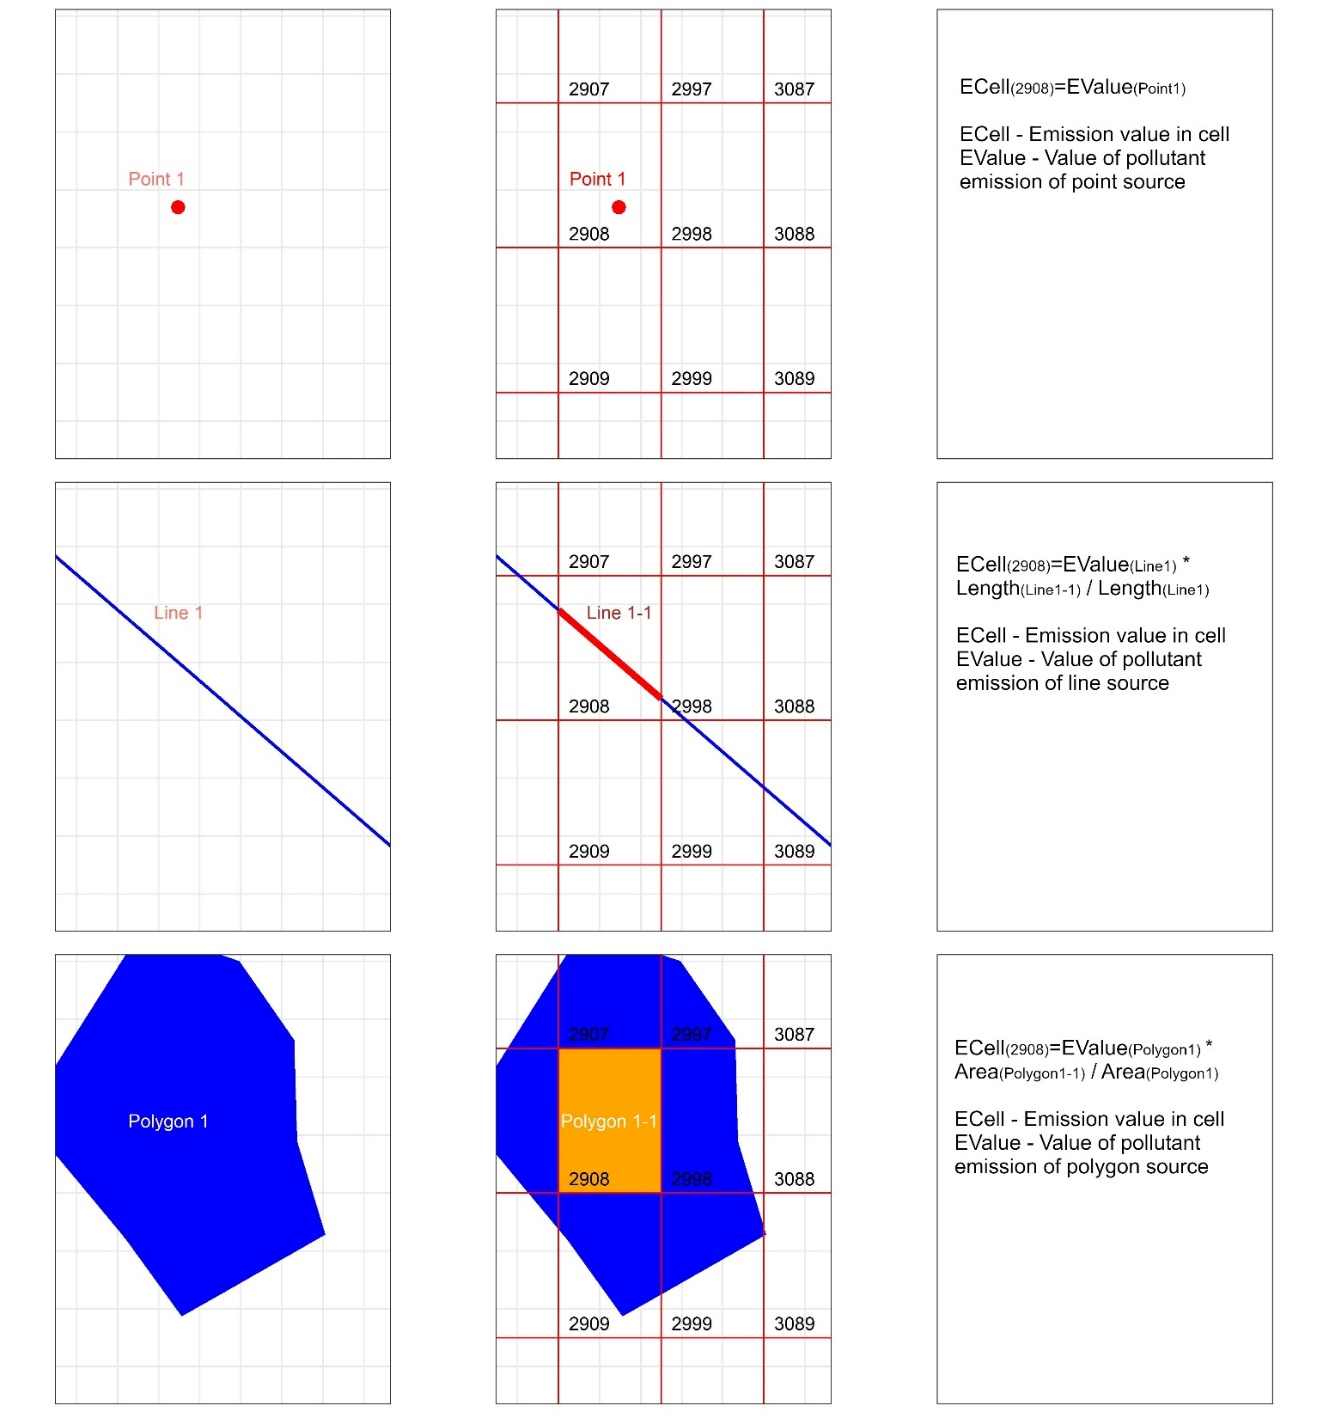 Point 1
2907 2997 3087
Point 1
2908 2998 3088
2909 2999 3089
ECell(2908)=EValue(Point1)
ECell - Emission value in cell
EValue - Value of pollutant
emission of point source
Line 1
2907 2997 3087
Line 1-1
2908 2998 3088
2909 2999 3089
ECell(2908)=EValue(Line1) *
Length(Line1-1) / Length(Line1)
ECell - Emission value in cell
EValue - Value of pollutant
emission of line source
Polygon 1
2907 2997 3087
Polygon 1-1
2908 2998 3088
2909 2999 3089
ECell(2908)=EValue(Polygon1) *
Area(Polygon1-1) / Area(Polygon1)
ECell - Emission value in cell
EValue - Value of pollutant
emission of polygon source